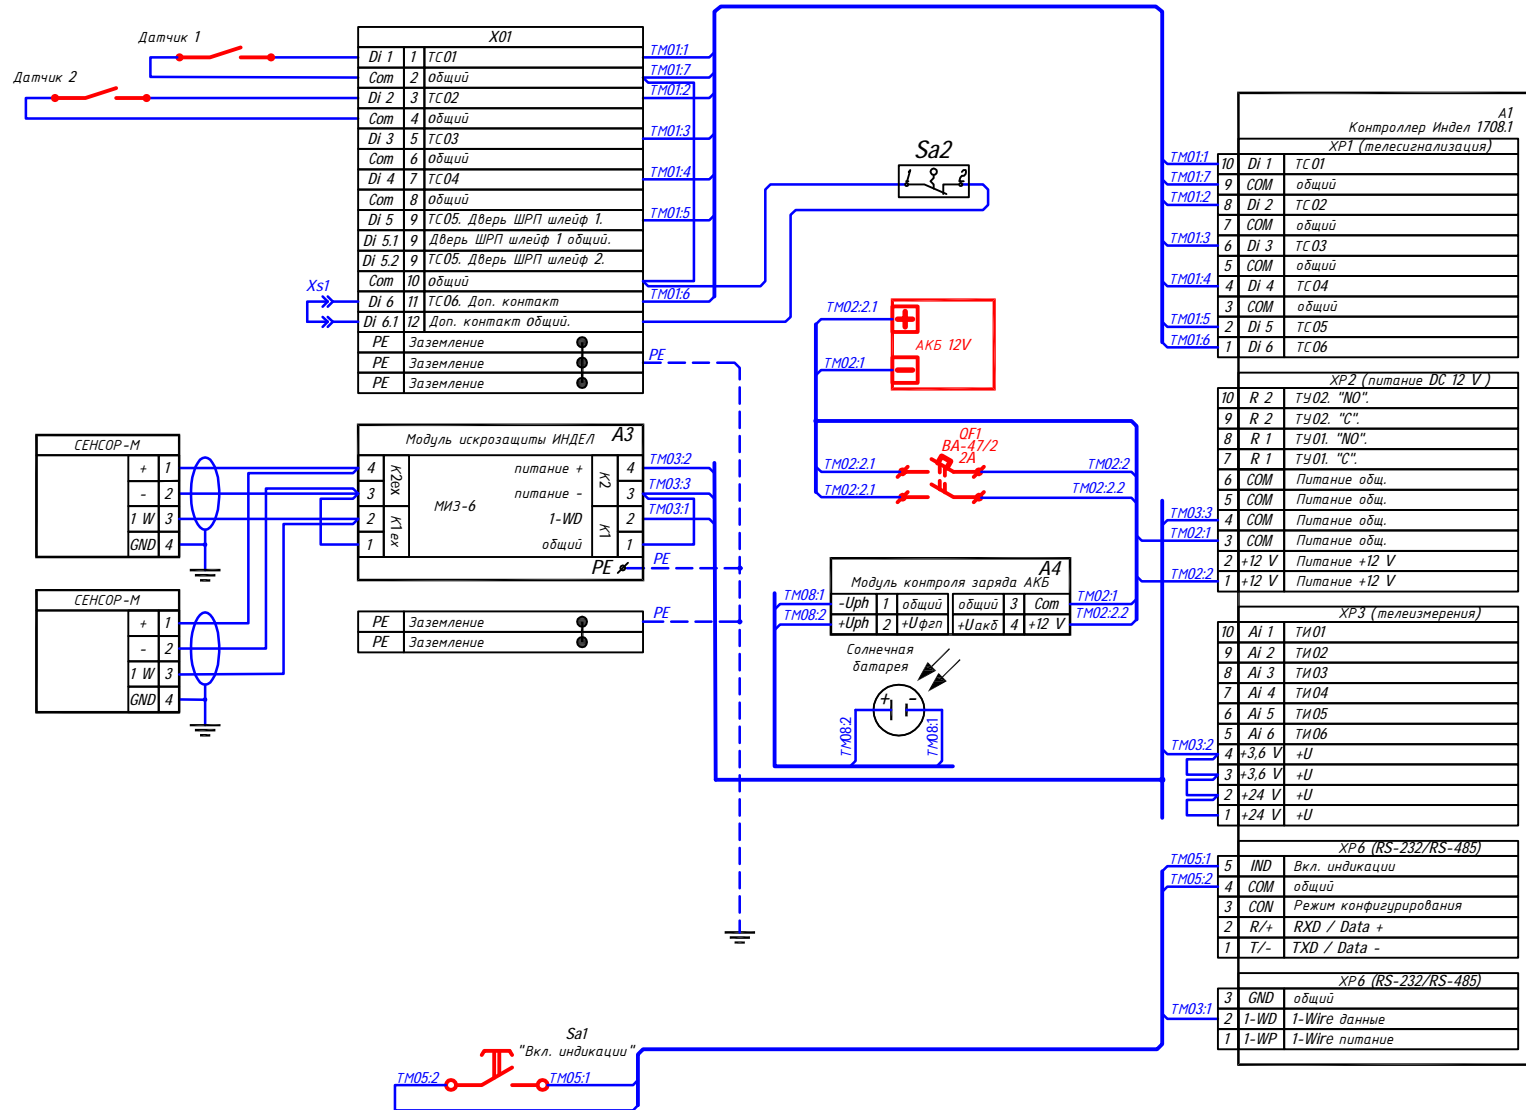 Датчик 1
Датчик 2
X01
Di 1 1 ТС01 TM01:1
Com 2 общий TM01:7
Di 2 3 ТС02 TM01:2
Com 4 общий
Di 3 5 ТС03 TM01:3
Com 6 общий
Di 4 7 ТС04 TM01:4
Com 8 общий
Di 5 9 ТС05. Дверь ШРП шлейф 1. TM01:5
Di 5.1 9 Дверь ШРП шлейф 1 общий.
Di 5.2 9 ТС05. Дверь ШРП шлейф 2.
Com 10 общий
Xs1
Di 6 11 ТС06. Доп. контакт TM01:6
Di 6.1 12 Доп. контакт Общий.
PE Заземление
PE Заземление PE
PE Заземление
Sa2
1 2
TM02:2.1
+
АКБ 12V
TM02:1
-
QF1
ВА-47/2
2А
TM02:2.1 TM02:2
TM02:2.1 TM02:2.2
СЕНСОР-М
+ 1
- 2
1 W 3
GND 4
СЕНСОР-М
+ 1
- 2
1 W 3
GND 4
Модуль искрозащиты ИНДЕЛ А3
4 K2ex питание + K2 4 TM03:2
3 питание - 3 TM03:3
МИЗ-6
2 K1ex 1-WD K1 2 TM03:1
1 общий 1
PE PE
PE Заземление PE
PE Заземление
А4
Модуль контроля заряда АКБ
TM08:1 -Uph 1 общий общий 3 Com TM02:1
TM08:2 +Uph 2 +Uфгп +Uакб 4 +12 V TM02:2.2
Солнечная
батарея
+ -
TM08:2 TM08:1
А1
Контроллер Индел 1708.1
XP1 (телесигнализация)
TM01:1 10 Di 1 ТС01
TM01:7 9 COM общий
TM01:2 8 Di 2 ТС02
7 COM общий
TM01:3 6 Di 3 ТС03
5 COM общий
TM01:4 4 Di 4 ТС04
3 COM общий
TM01:5 2 Di 5 ТС05
TM01:6 1 Di 6 ТС06
XP2 (питание DC 12 V )
10 R 2 ТУ02. "NO".
9 R 2 ТУ02. "C".
8 R 1 ТУ01. "NO".
7 R 1 ТУ01. "C".
6 COM Питание общ.
5 COM Питание общ.
TM03:3 4 COM Питание общ.
TM02:1 3 COM Питание общ.
2 +12 V Питание +12 V
TM02:2 1 +12 V Питание +12 V
XP3 (телеизмерения)
10 Ai 1 ТИ01
9 Ai 2 ТИ02
8 Ai 3 ТИ03
7 Ai 4 ТИ04
6 Ai 5 ТИ05
5 Ai 6 ТИ06
TM03:2 4 +3,6 V +U
3 +3,6 V +U
2 +24 V +U
1 +24 V +U
XP6 (RS-232/RS-485)
TM05:1 5 IND Вкл. индикации
TM05:2 4 COM общий
3 CON Режим конфигурирования
2 R/+ RXD / Data +
1 T/- TXD / Data -
XP6 (RS-232/RS-485)
3 GND общий
TM03:1 2 1-WD 1-Wire данные
1 1-WP 1-Wire питание
Sa1
"Вкл. индикации"
TM05:2 TM05:1